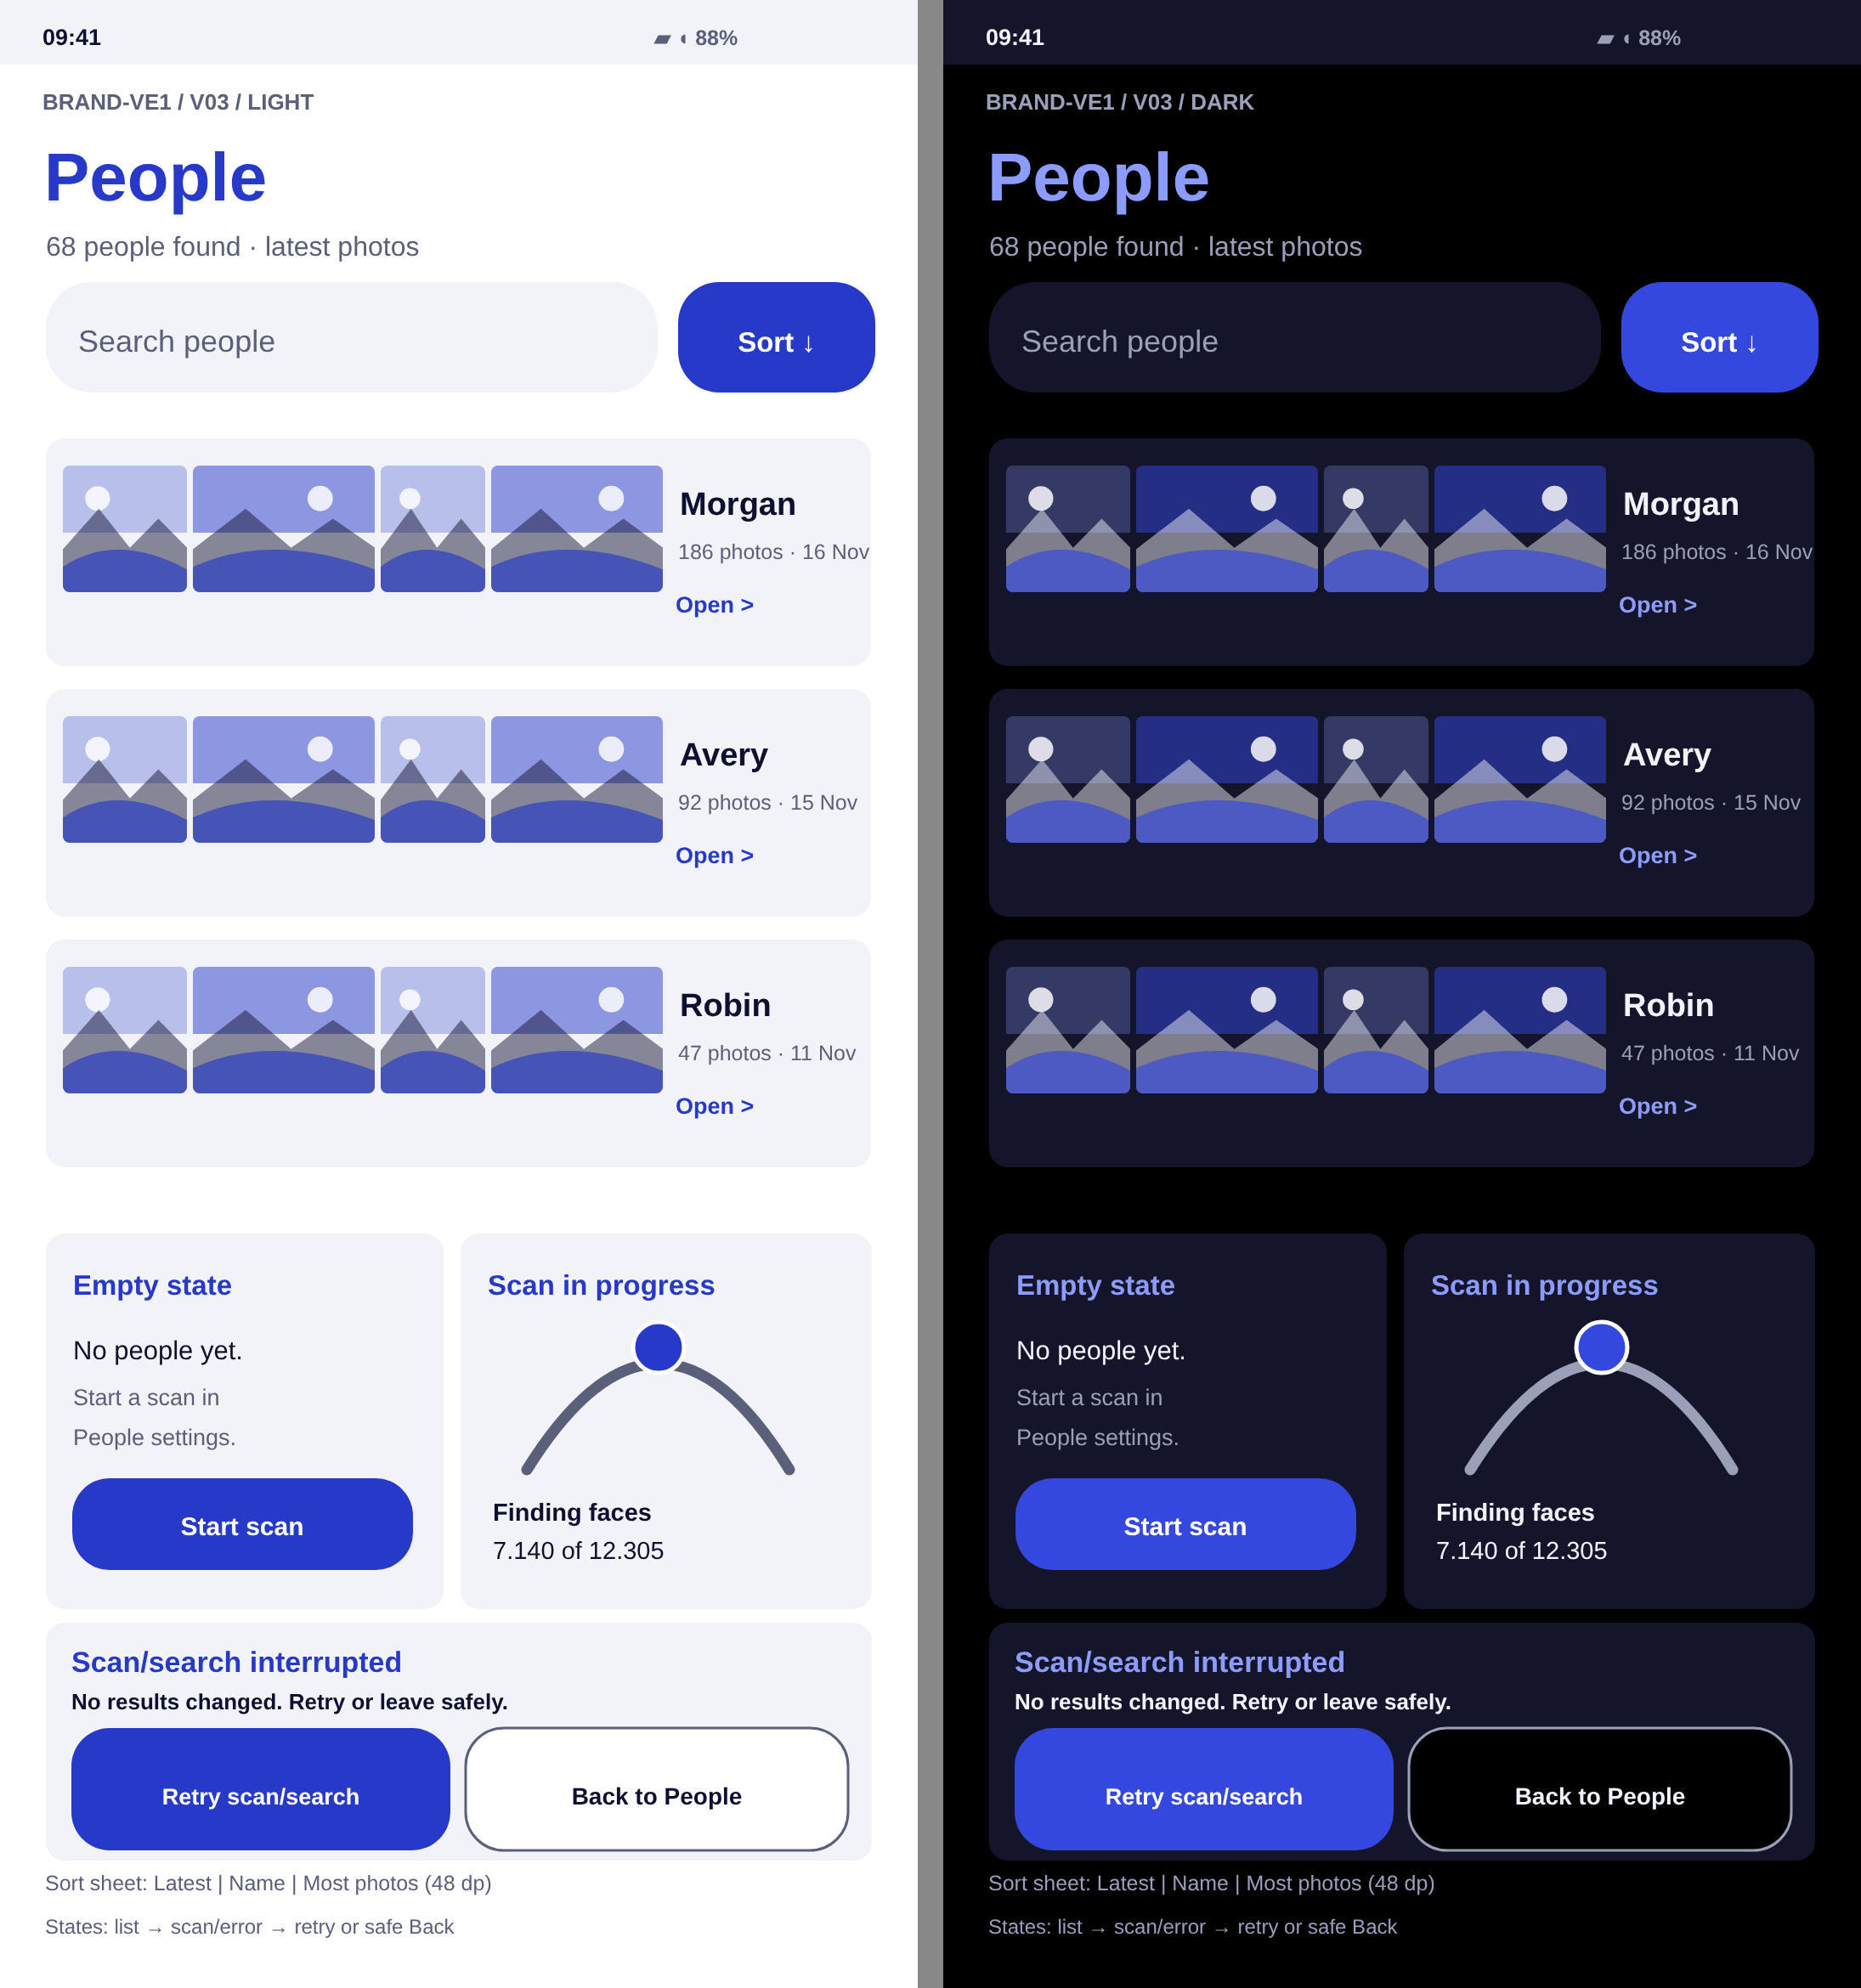 09:41
88%
BRAND-VE1 / V03 / LIGHT
People
68 people found · latest photos
Search people
Sort ↓
Morgan
186 photos · 16 Nov
Open >
Avery
92 photos · 15 Nov
Open >
Robin
47 photos · 11 Nov
Open >
Empty state
No people yet.
Start a scan in
People settings.
Start scan
Scan in progress
Finding faces
7.140 of 12.305
Scan/search interrupted
No results changed. Retry or leave safely.
Retry scan/search
Back to People
Sort sheet: Latest | Name | Most photos (48 dp)
States: list → scan/error → retry or safe Back
09:41
88%
BRAND-VE1 / V03 / DARK
People
68 people found · latest photos
Search people
Sort ↓
Morgan
186 photos · 16 Nov
Open >
Avery
92 photos · 15 Nov
Open >
Robin
47 photos · 11 Nov
Open >
Empty state
No people yet.
Start a scan in
People settings.
Start scan
Scan in progress
Finding faces
7.140 of 12.305
Scan/search interrupted
No results changed. Retry or leave safely.
Retry scan/search
Back to People
Sort sheet: Latest | Name | Most photos (48 dp)
States: list → scan/error → retry or safe Back